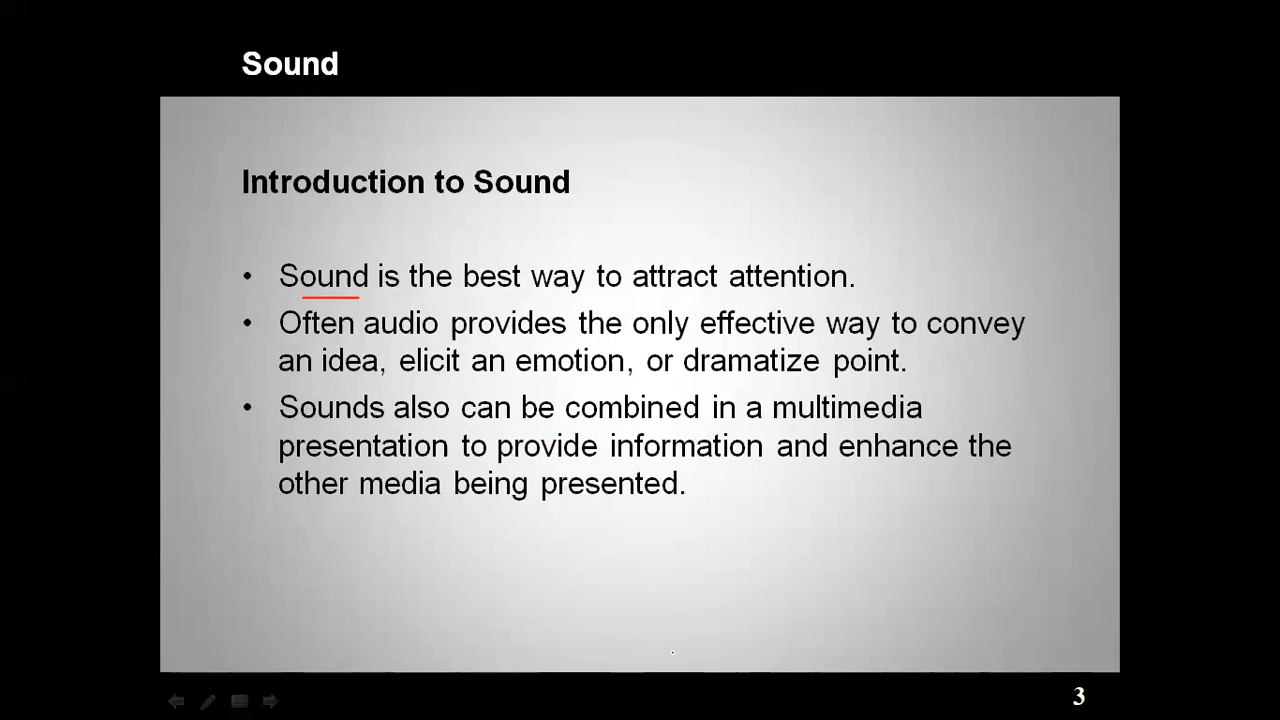 Sound
Introduction to Sound
• Sound is the best way to attract attention.
• Often audio provides the only effective way to convey
an idea, elicit an emotion, or dramatize point.
• Sounds also can be combined in a multimedia
presentation to provide information and enhance the
other media being presented.
3